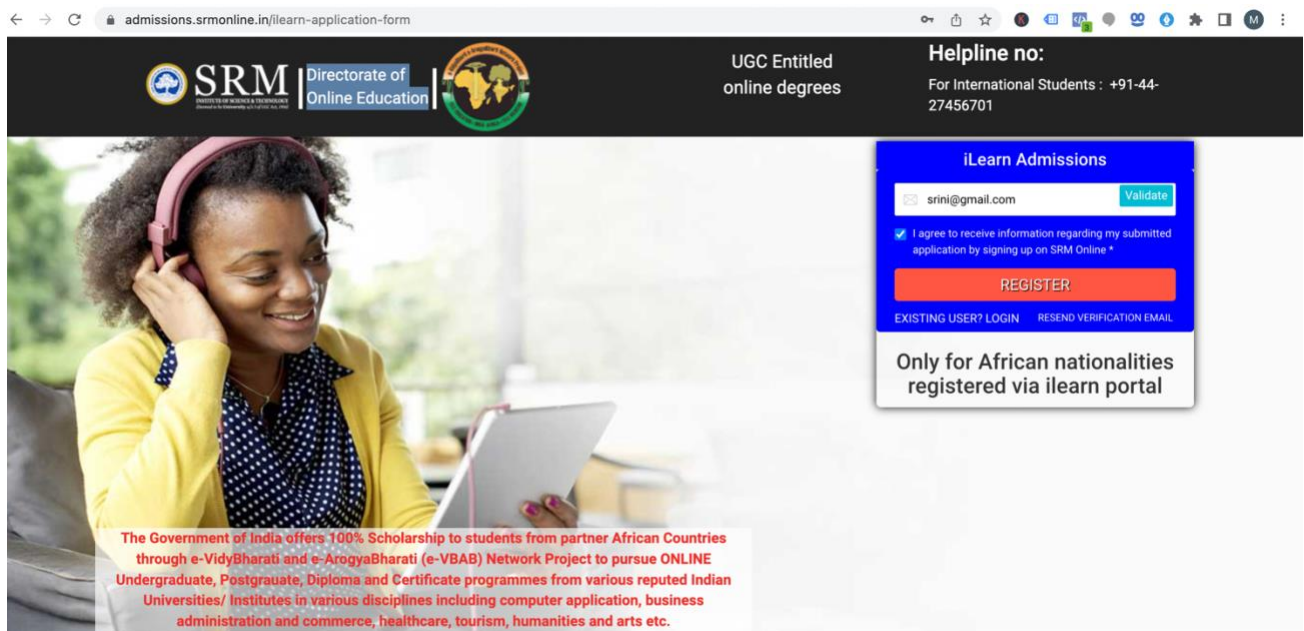 admissions.srmonline.in/ilearn-application-form
3
M
SRM
INSTITUTE OF SCIENCE & TECHNOLOGY
Directorate of
Online Education
UGC Entitled
online degrees
Helpline no:
For International Students : +91-44-
27456701
iLearn Admissions
srini@gmail.com
Validate
I agree to receive information regarding my submitted
application by signing up on SRM Online *
REGISTER
EXISTING USER? LOGIN RESEND VERIFICATION EMAIL
Only for African nationalities
registered via ilearn portal
The Government of India offers 100% Scholarship to students from partner African Countries
through e-VidyBharati and e-ArogyaBharati (e-VBAB) Network Project to pursue ONLINE
Undergraduate, Postgrauate, Diploma and Certificate programmes from various reputed Indian
Universities/ Institutes in various disciplines including computer application, business
administration and commerce, healthcare, tourism, humanities and arts etc.